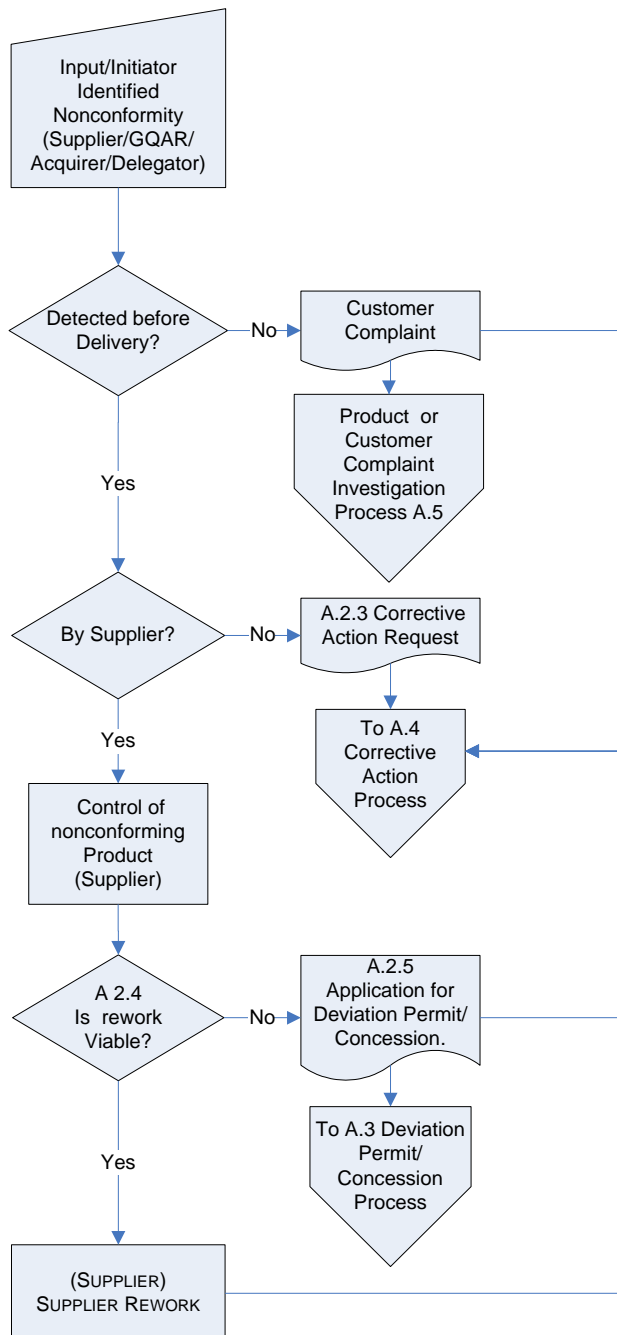 Input/Initiator
Identified
Nonconformity
(Supplier/GQAR/
Acquirer/Delegator)
Detected before
Delivery?
No
Customer
Complaint
Product or
Customer
Complaint
Investigation
Process A.5
Yes
By Supplier?
No
A.2.3 Corrective
Action Request
To A.4
Corrective
Action
Process
Yes
Control of
nonconforming
Product
(Supplier)
A 2.4
Is rework
Viable?
No
A.2.5
Application for
Deviation Permit/
Concession.
To A.3 Deviation
Permit/
Concession
Process
Yes
(SUPPLIER)
SUPPLIER REWORK